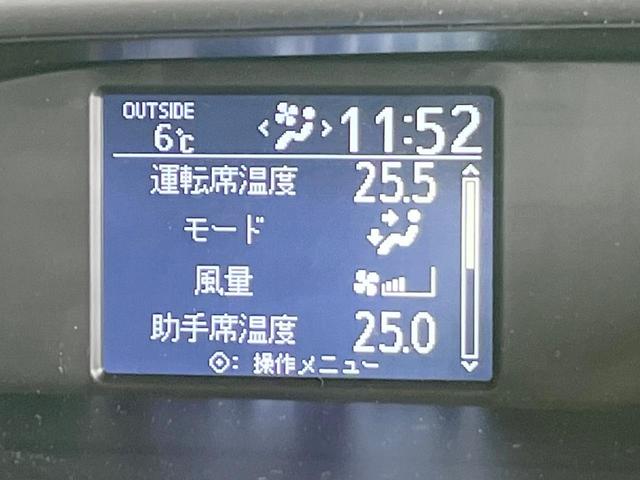 OUTSIDE
6℃ 11:52
運転席温度 25.5
モード
風量
助手席温度 25.0
: 操作メニュー